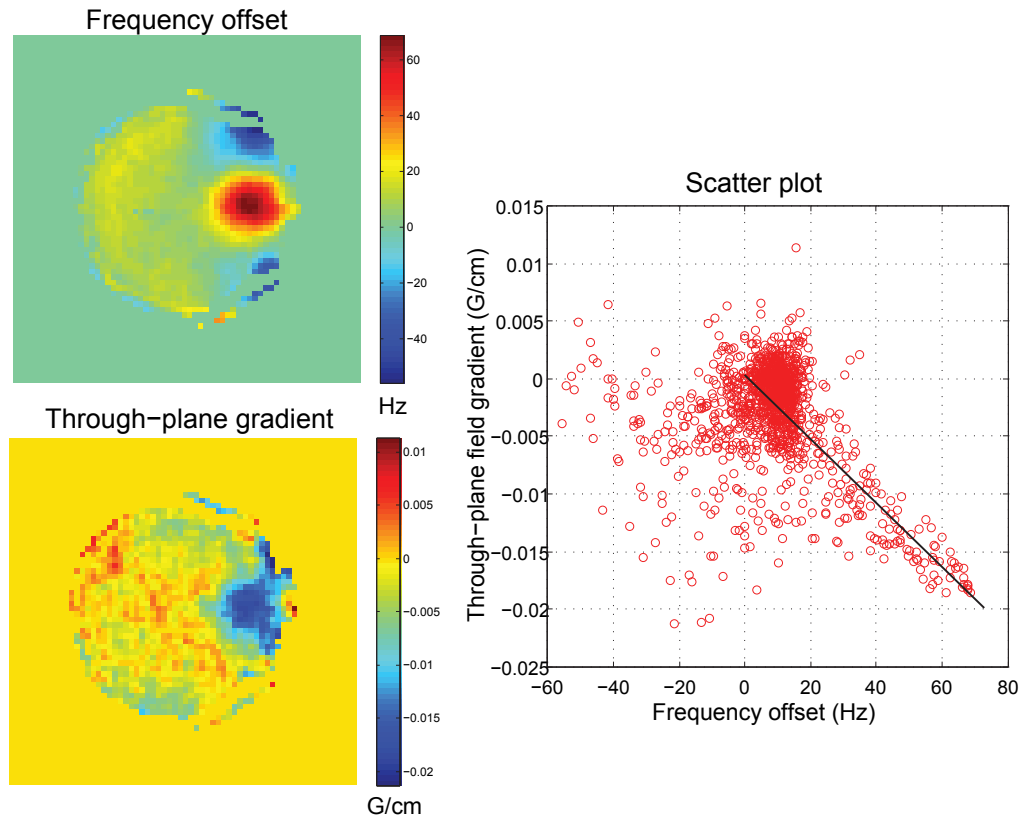 Frequency offset
60
40
20
0
−20
−40
Hz
Through−plane gradient
0.01
0.005
0
−0.005
−0.01
−0.015
−0.02
G/cm
Scatter plot
0.015
0.01
0.005
0
−0.005
−0.01
−0.015
−0.02
−0.025
Through−plane field gradient (G/cm)
−60 −40 −20 0 20 40 60 80
Frequency offset (Hz)